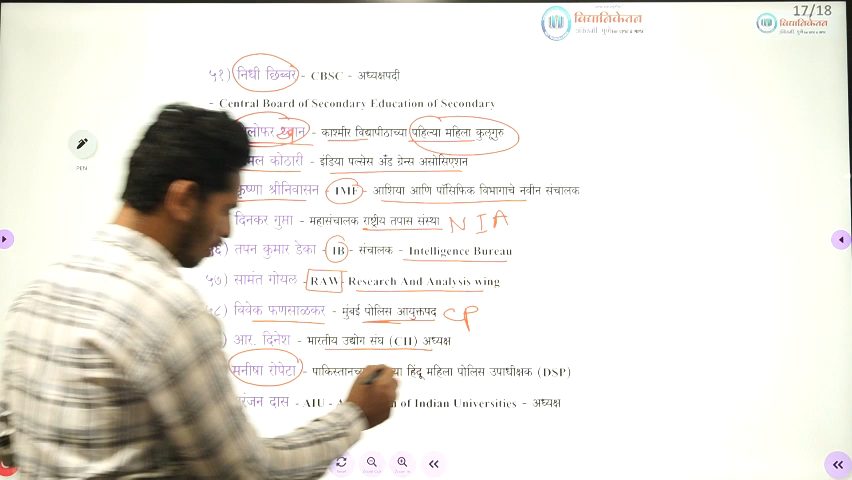 17/18
विद्यानिकेतन
विद्यानिकेतन
५१) निधी छिब्बर - CBSC - अध्यक्षपदी
- Central Board of Secondary Education of Secondary
खान - काश्मीर विद्यापीठाच्या पहिल्या महिला कुलगुरु
कोठारी - इंडिया पल्सेस अँड ग्रेन्स असोसिएशन
कृष्णा श्रीनिवासन - IMF - आशिया आणि पॉसिफिक विभागाचे नवीन संचालक
दिनकर गुप्ता - महासंचालक राष्ट्रीय तपास संस्था NIA
तपन कुमार डेका - IB - संचालक - Intelligence Bureau
५७) सामंत गोयल - RAW - Research And Analysis wing
विवेक फणसाळकर - मुंबई पोलिस आयुक्तपद CP
आर. दिनेश - भारतीय उद्योग संघ (CII) अध्यक्ष
मनीषा रोपेटा - हिंदू महिला पोलिस उपाधीक्षक (DSP)
दास - AIU - of Indian Universities - अध्यक्ष
PEN